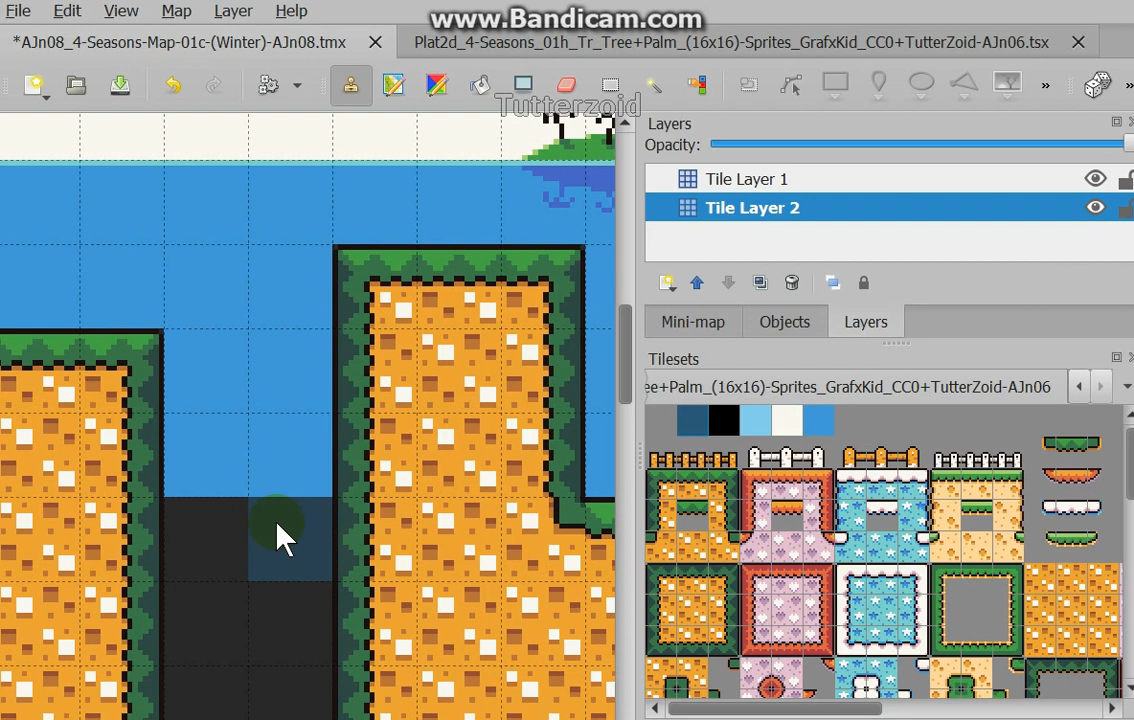 www.Bandicam.com
File Edit View Map Layer Help
*AJn08_4-Seasons-Map-01c-(Winter)-AJn08.tmx
Plat2d_4-Seasons_01h_Tr_Tree+Palm_(16x16)-Sprites_GrafxKid_CC0+TutterZoid-AJn06.tsx
Tutterzoid
Layers
Opacity:
Tile Layer 1
Tile Layer 2
Mini-map Objects Layers
Tilesets
ee+Palm_(16x16)-Sprites_GrafxKid_CC0+TutterZoid-AJn06